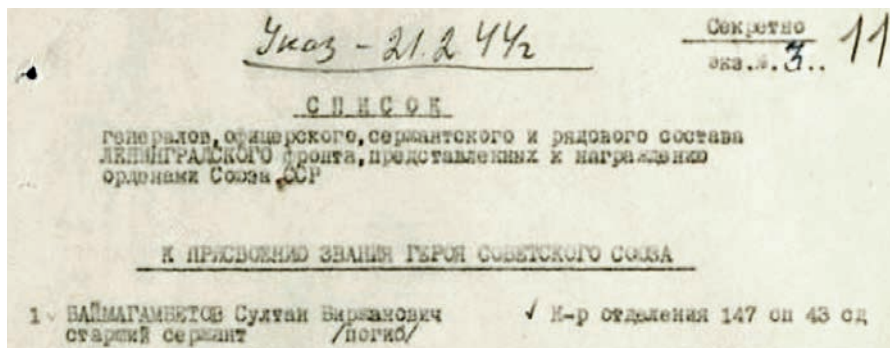 Указ - 21.2 44г
Секретно
экз.№.3..
11
СПИСОК
генералов,офицерского,сержантского и рядового состава
ЛЕНИНГРАДСКОГО фронта,представленных к награждению
орденами Союза ССР
К ПРИСВОЕНИЮ ЗВАНИЯ ГЕРОЯ СОВЕТСКОГО СОЮЗА
1 БАЙМАГАМБЕТОВ Султан Биржанович К-р отделения 147 сп 43 сд
старший сержант /погиб/